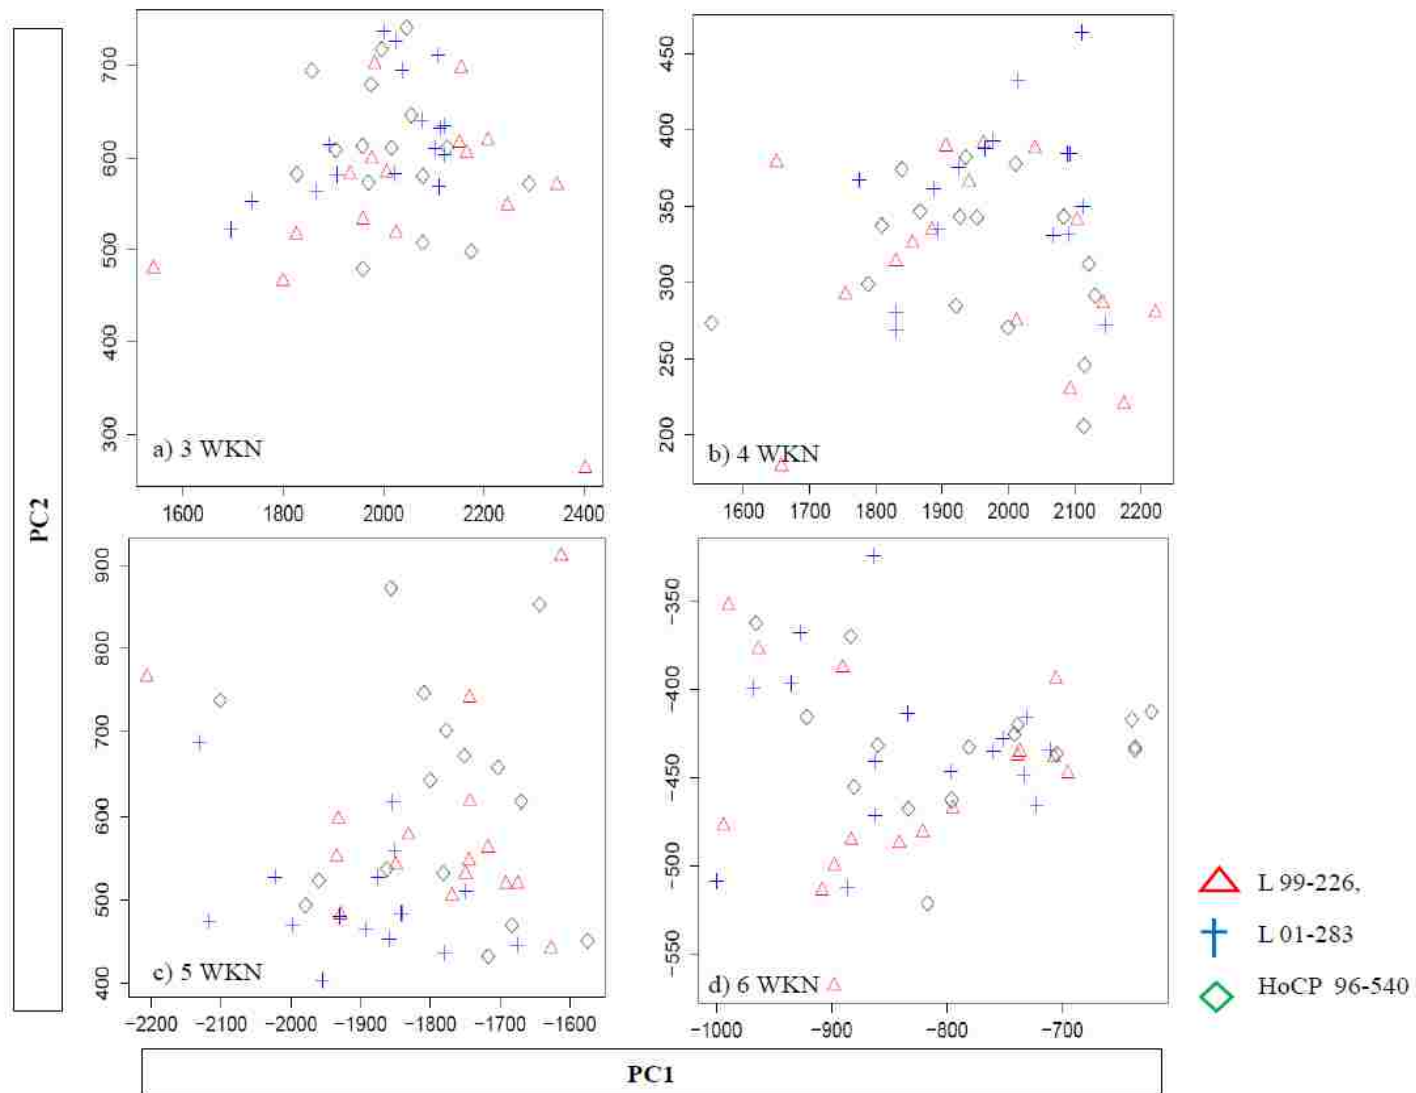 PC2
700
600
500
400
300
a) 3 WKN
1600 1800 2000 2200 2400
450
400
350
300
250
200
b) 4 WKN
1600 1700 1800 1900 2000 2100 2200
900
800
700
600
500
400
c) 5 WKN
−2200 −2100 −2000 −1900 −1800 −1700 −1600
−350
−400
−450
−500
−550
d) 6 WKN
−1000 −900 −800 −700
L 99-226,
L 01-283
HoCP 96-540
PC1